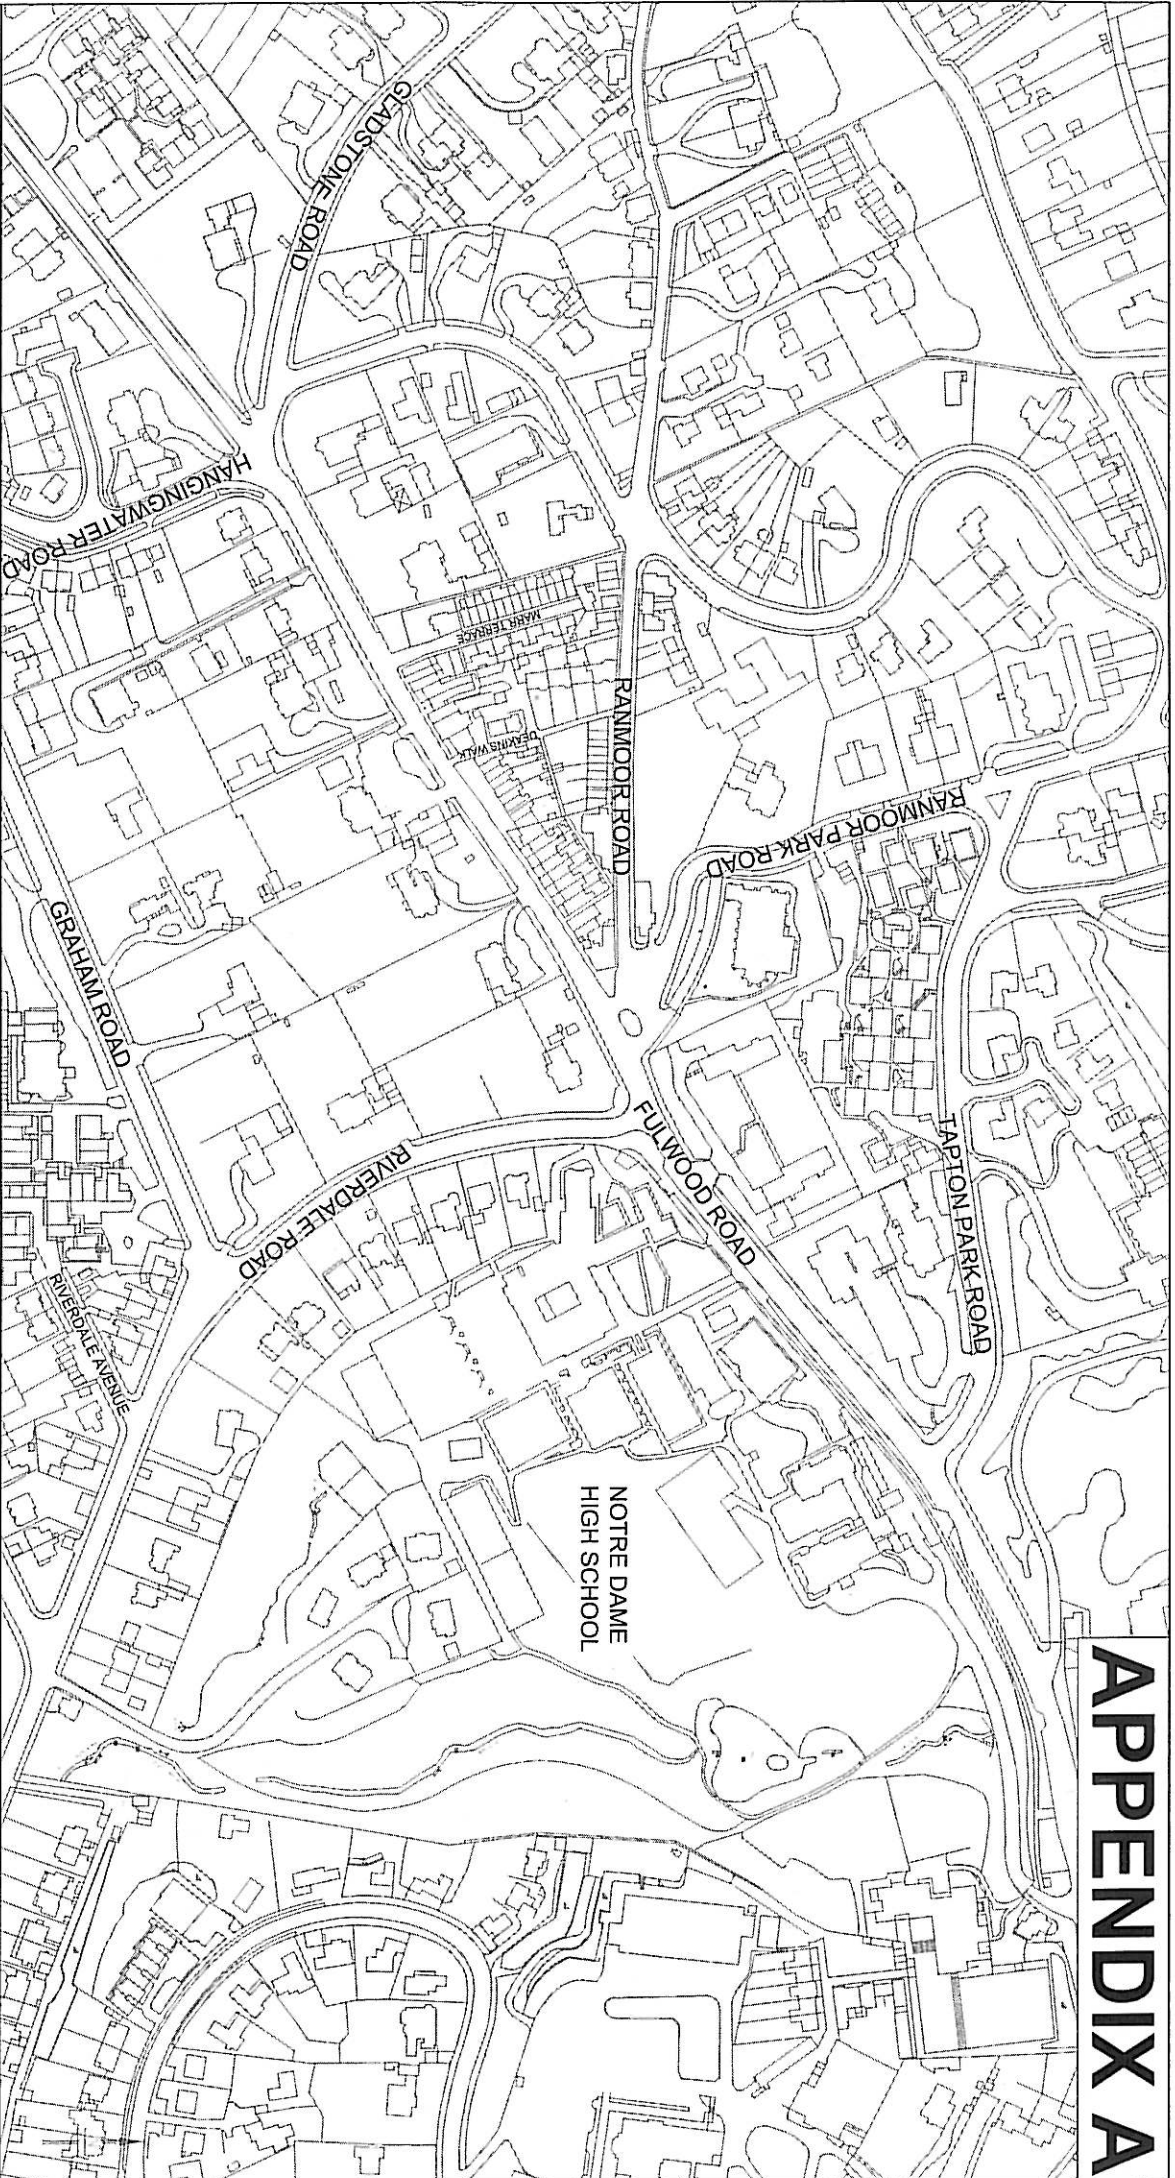 APPENDIX A
GLADSTONE ROAD
HANGINGWATER ROAD
MARR TERRACE
DEAKINS WALK
RANMOOR ROAD
RANMOOR PARK ROAD
GRAHAM ROAD
FULWOOD ROAD
TAPTON PARK ROAD
RIVERDALE ROAD
RIVERDALE AVENUE
NOTRE DAME
HIGH SCHOOL